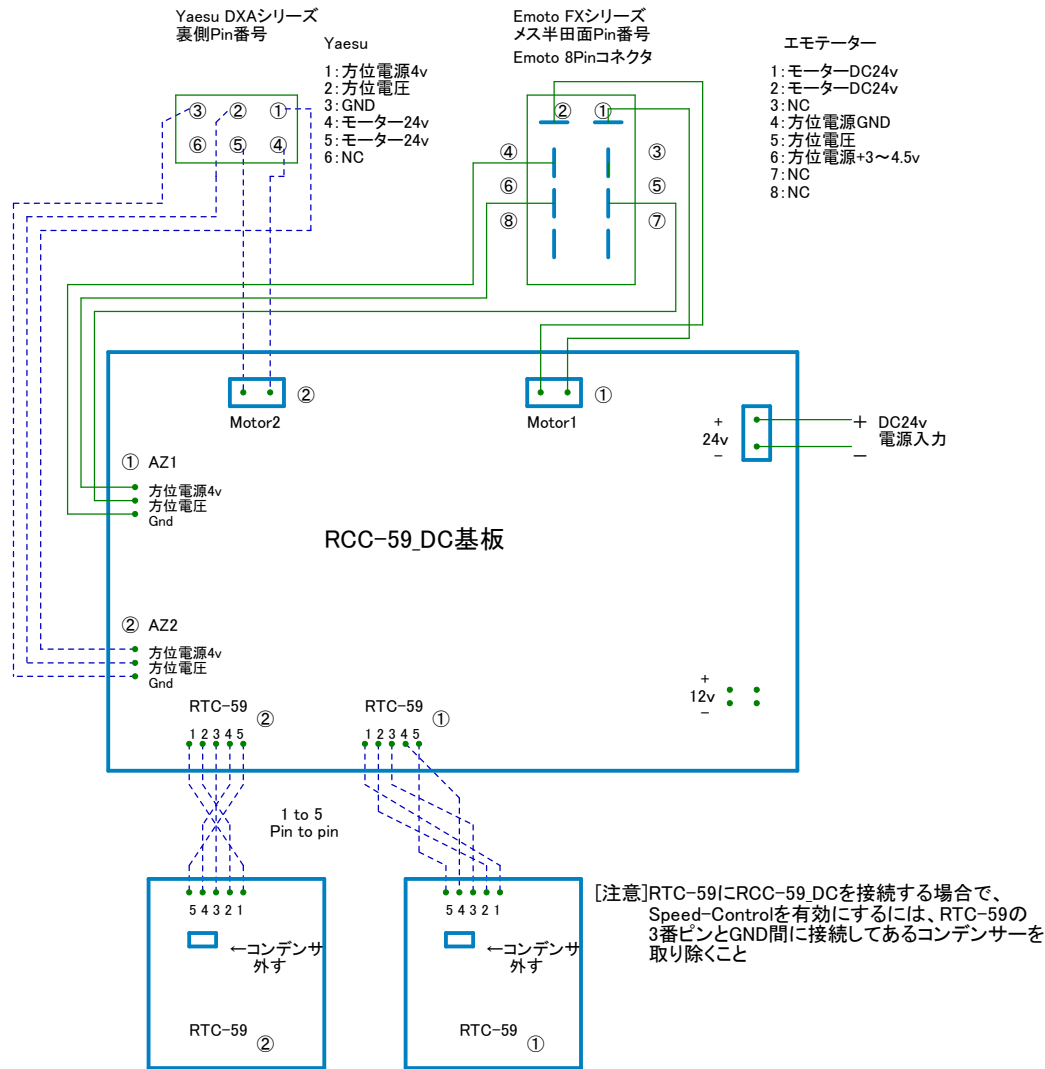 Yaesu DXAシリーズ
裏側Pin番号
Yaesu
1:方位電源4v
2:方位電圧
3:GND
4:モーター24v
5:モーター24v
6:NC
③ ② ①
⑥ ⑤ ④
Emoto FXシリーズ
メス半田面Pin番号
Emoto 8Pinコネクタ
② ①
④ ③
⑥ ⑤
⑧ ⑦
エモテーター
1:モーターDC24v
2:モーターDC24v
3:NC
4:方位電源GND
5:方位電圧
6:方位電源+3～4.5v
7:NC
8:NC
②
Motor2
①
Motor1
+
24v
-
+ DC24v
電源入力
-
① AZ1
方位電源4v
方位電圧
Gnd
RCC-59_DC基板
② AZ2
方位電源4v
方位電圧
Gnd
+
12v
-
RTC-59 ②
1 2 3 4 5
RTC-59 ①
1 2 3 4 5
1 to 5
Pin to pin
5 4 3 2 1
←コンデンサ
外す
RTC-59 ②
5 4 3 2 1
←コンデンサ
外す
RTC-59 ①
[注意]RTC-59にRCC-59_DCを接続する場合で、
Speed-Controlを有効にするには、RTC-59の
3番ピンとGND間に接続してあるコンデンサーを
取り除くこと